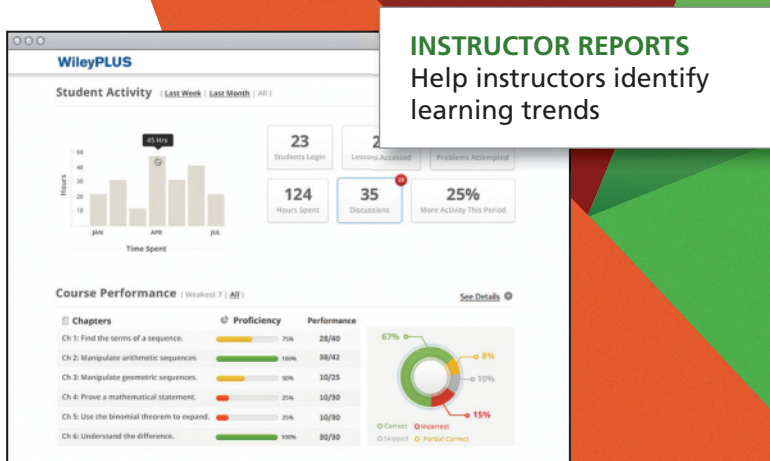 INSTRUCTOR REPORTS
Help instructors identify
learning trends
WileyPLUS
Student Activity ( Last Week | Last Month | All )
45 Hrs
50
40
30
20
10
Hours
JAN APR JUL
Time Spent
23
Students Login
Lessons Accessed
Problems Attempted
124
Hours Spent
25
35
Discussions
25%
More Activity This Period
Course Performance ( Weakest 7 | All )
See Details
Chapters Proficiency Performance
Ch 1: Find the terms of a sequence. 75% 28/40
Ch 2: Manipulate arithmetic sequences 100% 38/42
Ch 3: Manipulate geometric sequences. 50% 10/25
Ch 4: Prove a mathematical statement. 25% 10/30
Ch 5: Use the binomial theorem to expand. 25% 10/30
Ch 6: Understand the difference. 100% 30/30
67%
8%
10%
15%
Correct Incorrect
Skipped Partial Correct